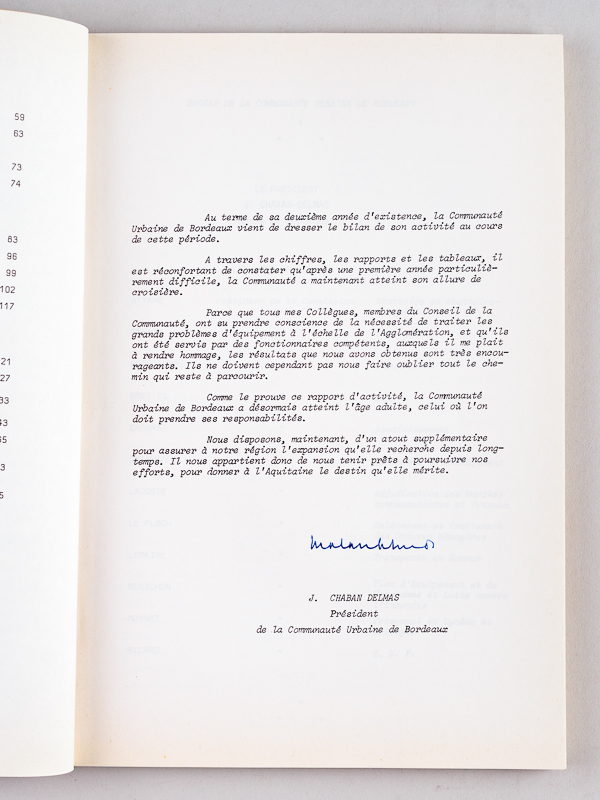 59
63
73
74
83
96
99
102
117
21
27
33
43
65
3
5
Au terme de sa deuxième année d'existence, la Communauté
Urbaine de Bordeaux vient de dresser le bilan de son activité au cours
de cette période.
A travers les chiffres, les rapports et les tableaux, il
est réconfortant de constater qu'après une première année particuliè-
rement difficile, la Communauté a maintenant atteint son allure de
croisière.
Parce que tous mes Collègues, membres du Conseil de la
Communauté, ont su prendre conscience de la nécessité de traiter les
grands problèmes d'équipement à l'échelle de l'Agglomération, et qu'ils
ont été servis par des fonctionnaires compétents, auxquels il me plait
à rendre hommage, les résultats que nous avons obtenus sont très encou-
rageants. Ils ne doivent cependant pas nous faire oublier tout le che-
min qui reste à parcourir.
Comme le prouve ce rapport d'activité, la Communauté
Urbaine de Bordeaux a désormais atteint l'âge adulte, celui où l'on
doit prendre ses responsabilités.
Nous disposons, maintenant, d'un atout supplémentaire
pour assurer à notre région l'expansion qu'elle recherche depuis long-
temps. Il nous appartient donc de nous tenir prêts à poursuivre nos
efforts, pour donner à l'Aquitaine le destin qu'elle mérite.
J. CHABAN DELMAS
Président
de la Communauté Urbaine de Bordeaux